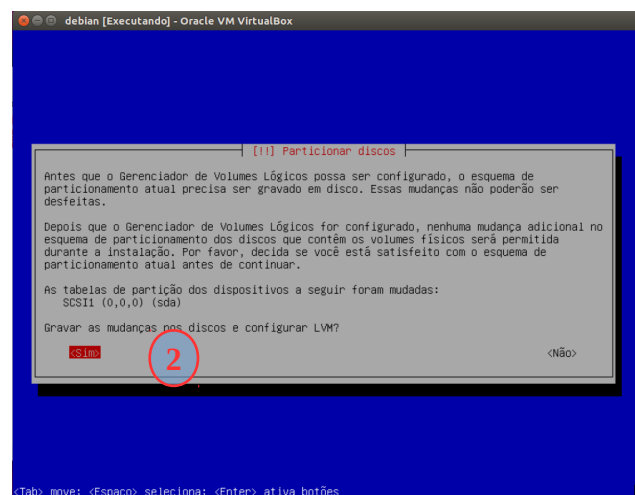 debian [Executando] - Oracle VM VirtualBox
[!!] Particionar discos
Antes que o Gerenciador de Volumes Lógicos possa ser configurado, o esquema de
particionamento atual precisa ser gravado em disco. Essas mudanças não poderão ser
desfeitas.
Depois que o Gerenciador de Volumes Lógicos for configurado, nenhuma mudança adicional no
esquema de particionamento dos discos que contêm os volumes físicos será permitida
durante a instalação. Por favor, decida se você está satisfeito com o esquema de
particionamento atual antes de continuar.
As tabelas de partição dos dispositivos a seguir foram mudadas:
SCSI1 (0,0,0) (sda)
Gravar as mudanças nos discos e configurar LVM?
<Sim> 2 <Não>
<Tab> move; <Espaço> seleciona; <Enter> ativa botões